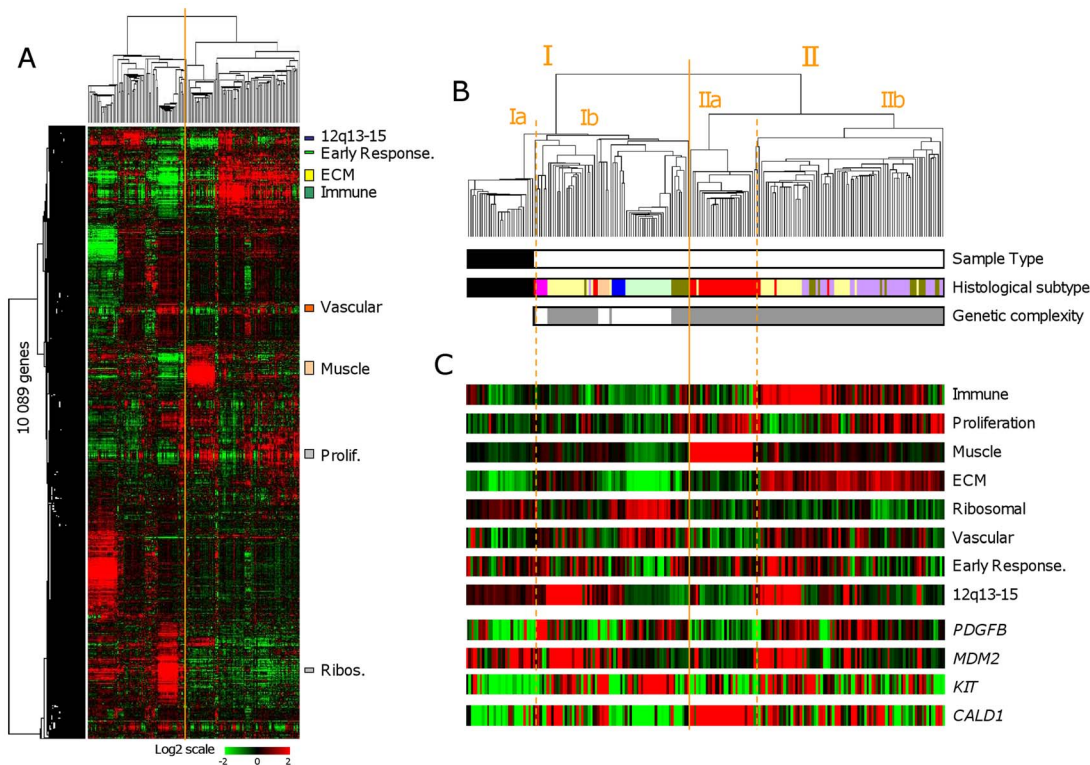 A
12q13-15
Early Response.
ECM
Immune
Vascular
Muscle
Prolif.
Ribos.
10 089 genes
Log2 scale
-2 0 2
B
I II
Ia Ib IIa IIb
Sample Type
Histological subtype
Genetic complexity
C
Immune
Proliferation
Muscle
ECM
Ribosomal
Vascular
Early Response.
12q13-15
PDGFB
MDM2
KIT
CALD1